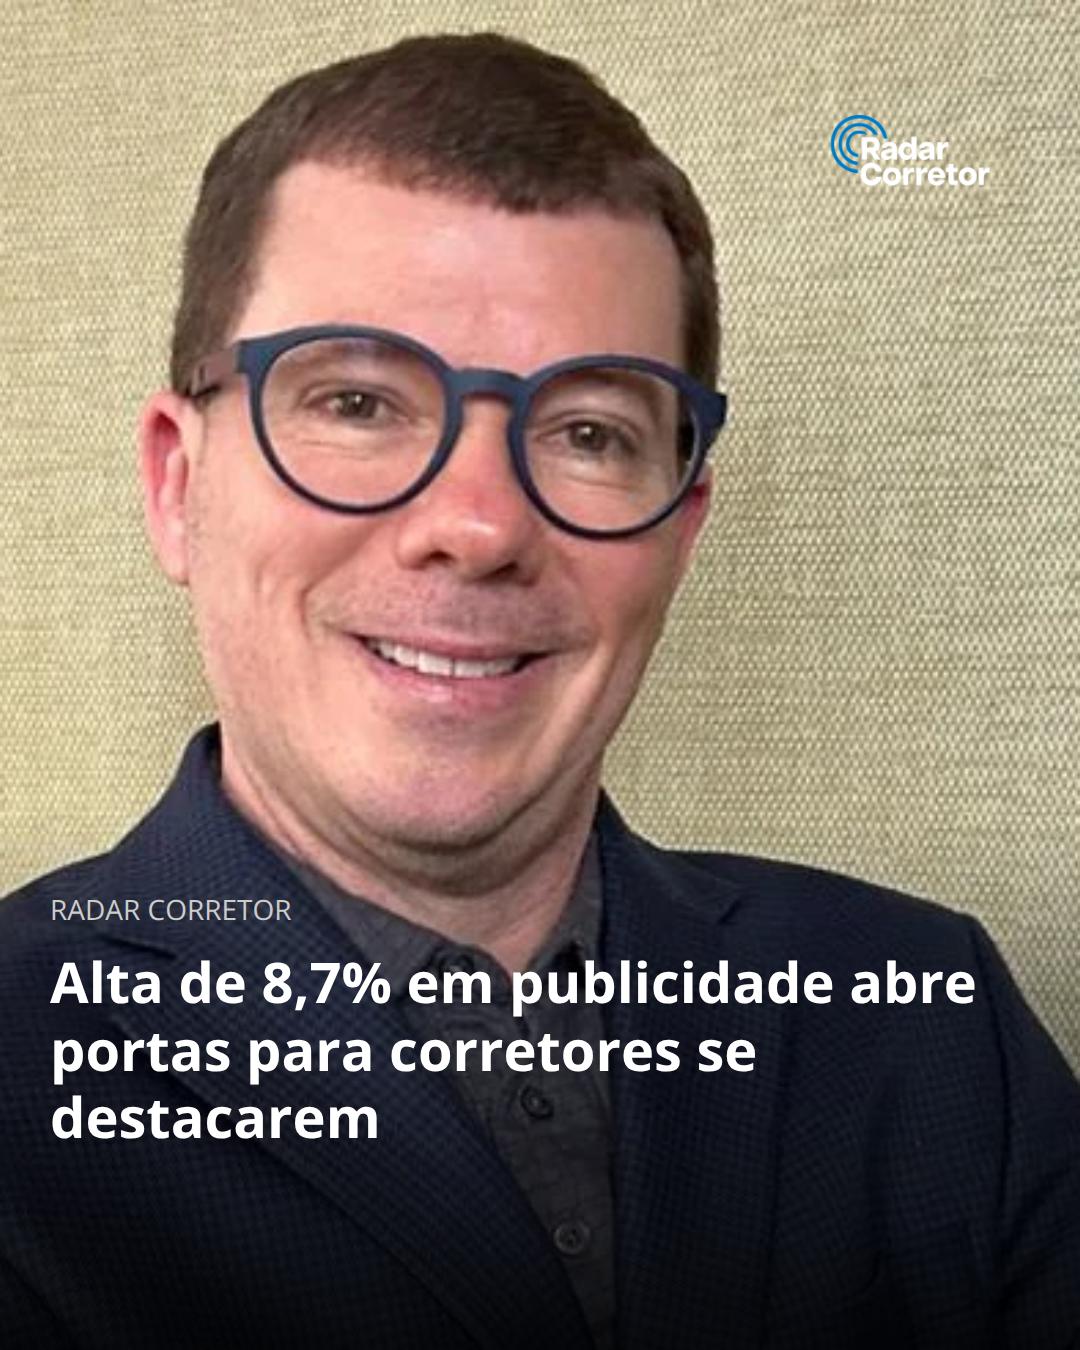 Radar
Corretor
RADAR CORRETOR
Alta de 8,7% em publicidade abre
portas para corretores se
destacarem